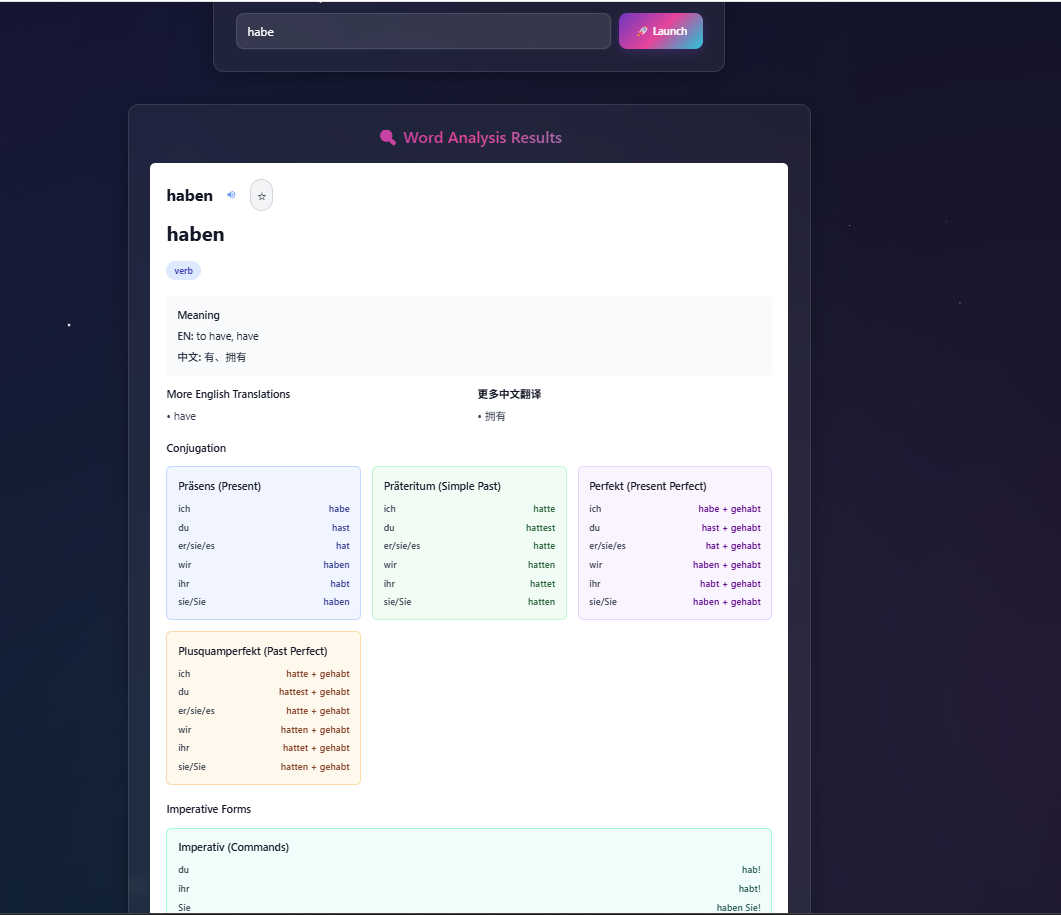 habe
🚀 Launch
🔍 Word Analysis Results
haben
haben
verb
Meaning
EN: to have, have
中文: 有、拥有
More English Translations
• have
更多中文翻译
• 拥有
Conjugation
Präsens (Present)
ich habe
du hast
er/sie/es hat
wir haben
ihr habt
sie/Sie haben
Präteritum (Simple Past)
ich hatte
du hattest
er/sie/es hatte
wir hatten
ihr hattet
sie/Sie hatten
Perfekt (Present Perfect)
ich habe + gehabt
du hast + gehabt
er/sie/es hat + gehabt
wir haben + gehabt
ihr habt + gehabt
sie/Sie haben + gehabt
Plusquamperfekt (Past Perfect)
ich hatte + gehabt
du hattest + gehabt
er/sie/es hatte + gehabt
wir hatten + gehabt
ihr hattet + gehabt
sie/Sie hatten + gehabt
Imperative Forms
Imperativ (Commands)
du hab!
ihr habt!
Sie haben Sie!